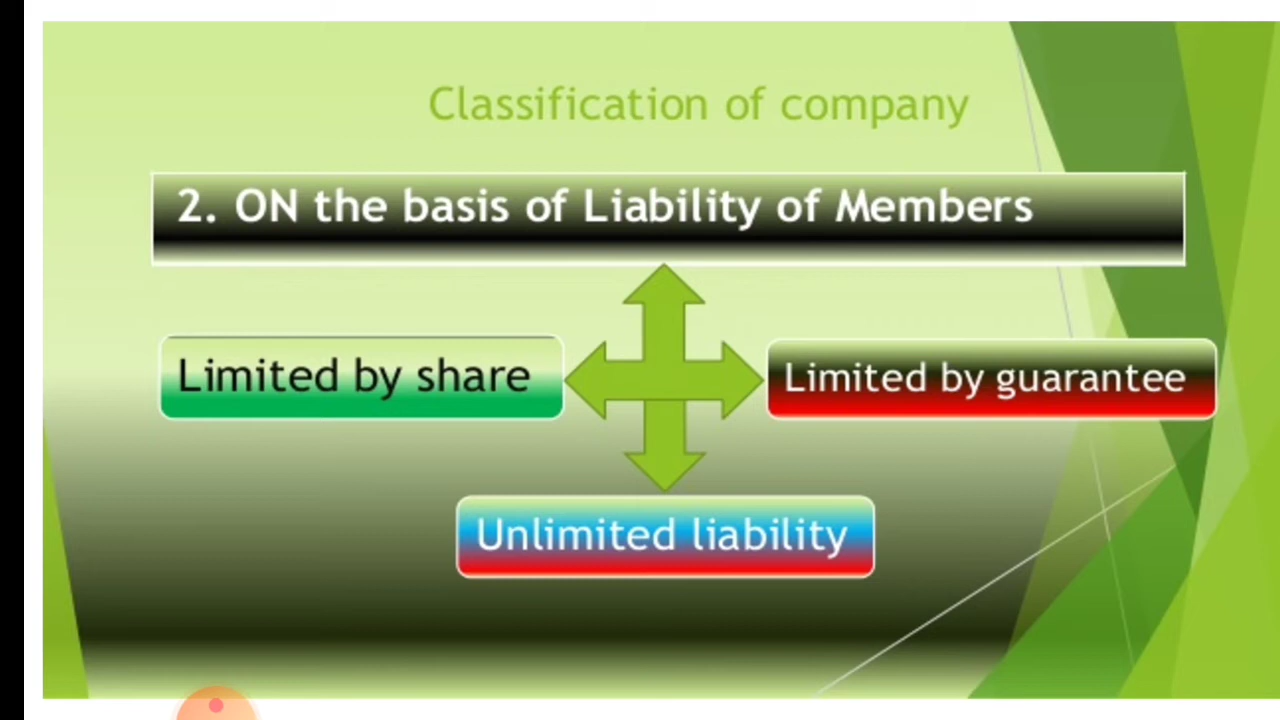 Classification of company
2. ON the basis of Liability of Members
Limited by share
Limited by guarantee
Unlimited liability